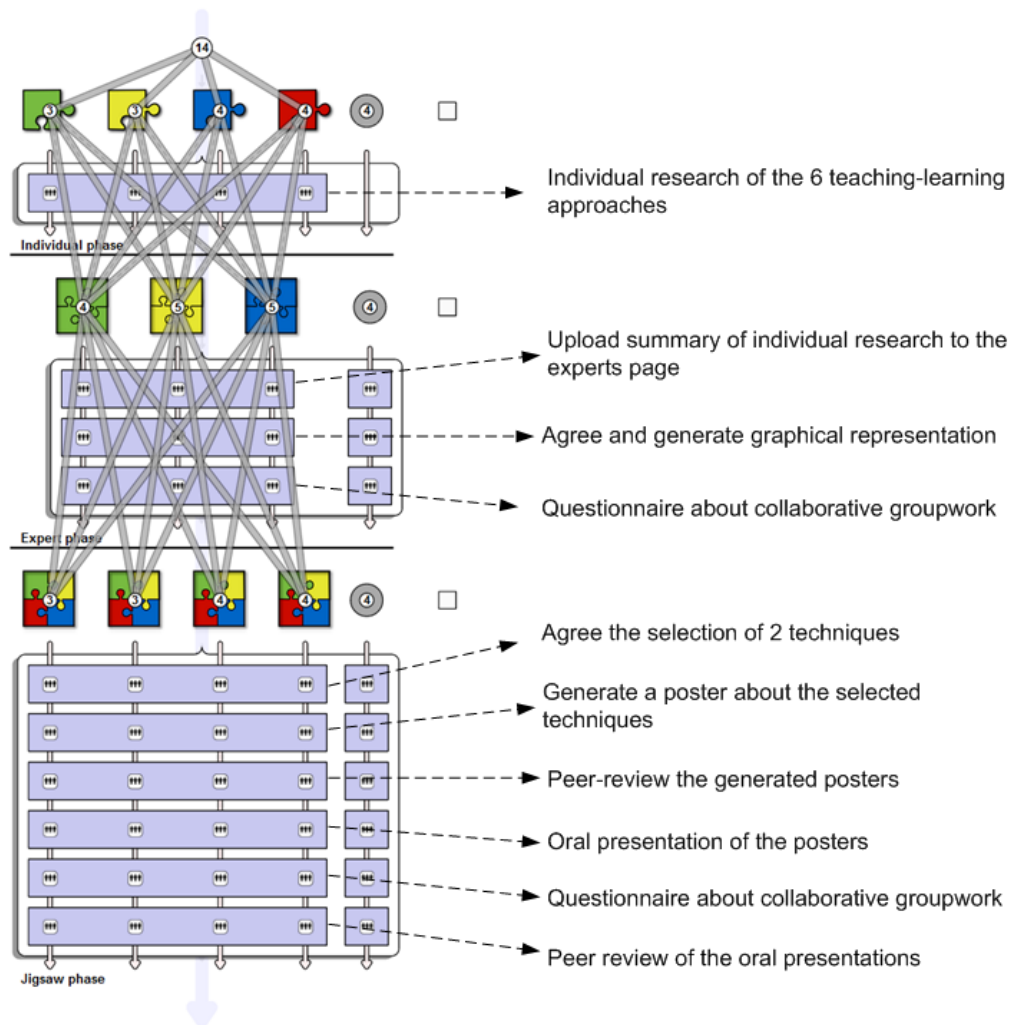 14
3
3
4
4
4
Individual research of the 6 teaching-learning
approaches
Individual phase
4
5
5
4
Upload summary of individual research to the
experts page
Agree and generate graphical representation
Questionnaire about collaborative groupwork
Expert phase
3
3
4
4
4
Agree the selection of 2 techniques
Generate a poster about the selected
techniques
Peer-review the generated posters
Oral presentation of the posters
Questionnaire about collaborative groupwork
Peer review of the oral presentations
Jigsaw phase